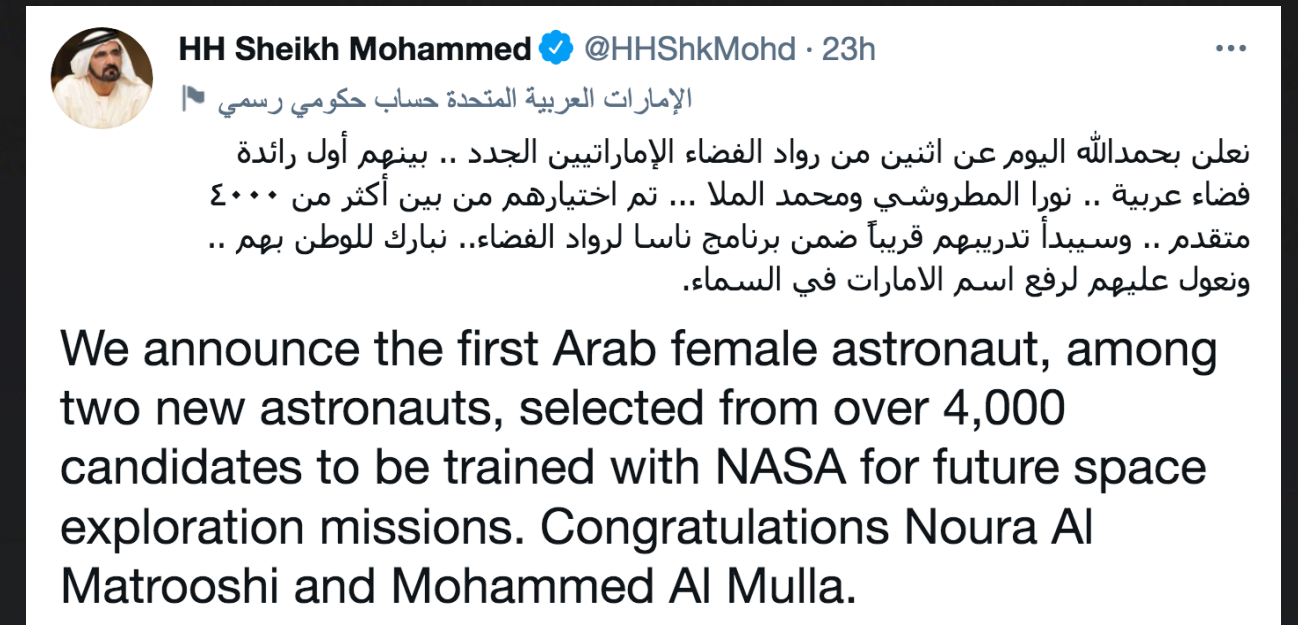 HH Sheikh Mohammed @HHShkMohd · 23h
الإمارات العربية المتحدة حساب حكومي رسمي
نعلن بحمدالله اليوم عن اثنين من رواد الفضاء الإماراتيين الجدد .. بينهم أول رائدة
فضاء عربية .. نورا المطروشي ومحمد الملا ... تم اختيارهم من بين أكثر من ٤٠٠٠
متقدم .. وسيبدأ تدريبهم قريباً ضمن برنامج ناسا لرواد الفضاء.. نبارك للوطن بهم ..
ونعول عليهم لرفع اسم الامارات في السماء.
We announce the first Arab female astronaut, among
two new astronauts, selected from over 4,000
candidates to be trained with NASA for future space
exploration missions. Congratulations Noura Al
Matrooshi and Mohammed Al Mulla.